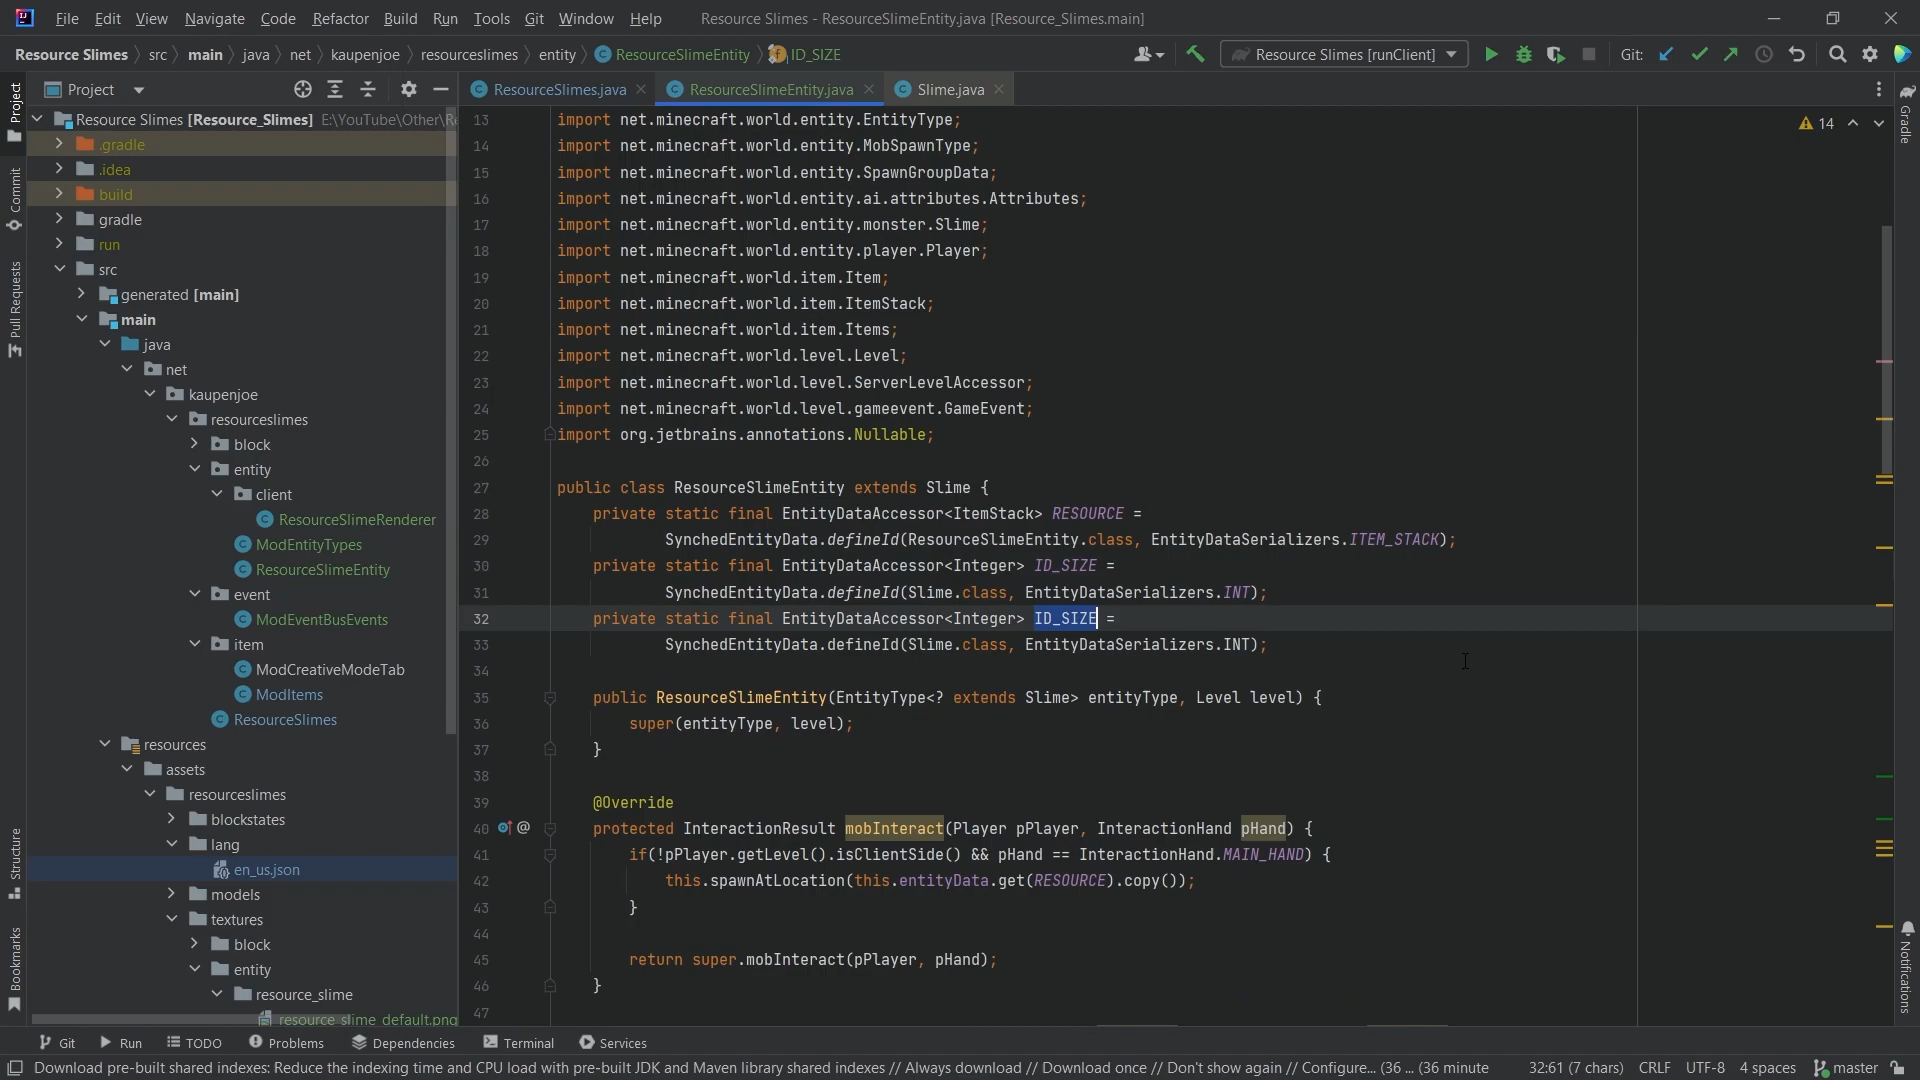 File Edit View Navigate Code Refactor Build Run Tools Git Window Help Resource Slimes - ResourceSlimeEntity.java [Resource_Slimes.main]
Resource Slimes src main java net kaupenjoe resourceslimes entity ResourceSlimeEntity ID_SIZE Resource Slimes [runClient] Git:
Project ResourceSlimes.java ResourceSlimeEntity.java Slime.java
Project
Commit
Pull Requests
Structure
Bookmarks
Resource Slimes [Resource_Slimes] E:\YouTube\Other\
.gradle
.idea
build
gradle
run
src
generated [main]
main
java
net
kaupenjoe
resourceslimes
block
entity
client
ResourceSlimeRenderer
ModEntityTypes
ResourceSlimeEntity
event
ModEventBusEvents
item
ModCreativeModeTab
ModItems
ResourceSlimes
resources
assets
resourceslimes
blockstates
lang
en_us.json
models
textures
block
entity
resource_slime
resource_slime_default.png
13 import net.minecraft.world.entity.EntityType;
14 import net.minecraft.world.entity.MobSpawnType;
15 import net.minecraft.world.entity.SpawnGroupData;
16 import net.minecraft.world.entity.ai.attributes.Attributes;
17 import net.minecraft.world.entity.monster.Slime;
18 import net.minecraft.world.entity.player.Player;
19 import net.minecraft.world.item.Item;
20 import net.minecraft.world.item.ItemStack;
21 import net.minecraft.world.item.Items;
22 import net.minecraft.world.level.Level;
23 import net.minecraft.world.level.ServerLevelAccessor;
24 import net.minecraft.world.level.gameevent.GameEvent;
25 import org.jetbrains.annotations.Nullable;
26
27 public class ResourceSlimeEntity extends Slime {
28 private static final EntityDataAccessor<ItemStack> RESOURCE =
29 SynchedEntityData.defineId(ResourceSlimeEntity.class, EntityDataSerializers.ITEM_STACK);
30 private static final EntityDataAccessor<Integer> ID_SIZE =
31 SynchedEntityData.defineId(Slime.class, EntityDataSerializers.INT);
32 private static final EntityDataAccessor<Integer> ID_SIZE =
33 SynchedEntityData.defineId(Slime.class, EntityDataSerializers.INT);
34
35 public ResourceSlimeEntity(EntityType<? extends Slime> entityType, Level level) {
36 super(entityType, level);
37 }
38
39 @Override
40 @ protected InteractionResult mobInteract(Player pPlayer, InteractionHand pHand) {
41 if(!pPlayer.getLevel().isClientSide() && pHand == InteractionHand.MAIN_HAND) {
42 this.spawnAtLocation(this.entityData.get(RESOURCE).copy());
43 }
44
45 return super.mobInteract(pPlayer, pHand);
46 }
47
14
Gradle
Notifications
Git Run TODO Problems Dependencies Terminal Services
Download pre-built shared indexes: Reduce the indexing time and CPU load with pre-built JDK and Maven library shared indexes // Always download // Download once // Don't show again // Configure... (36 ... (36 minute 32:61 (7 chars) CRLF UTF-8 4 spaces master